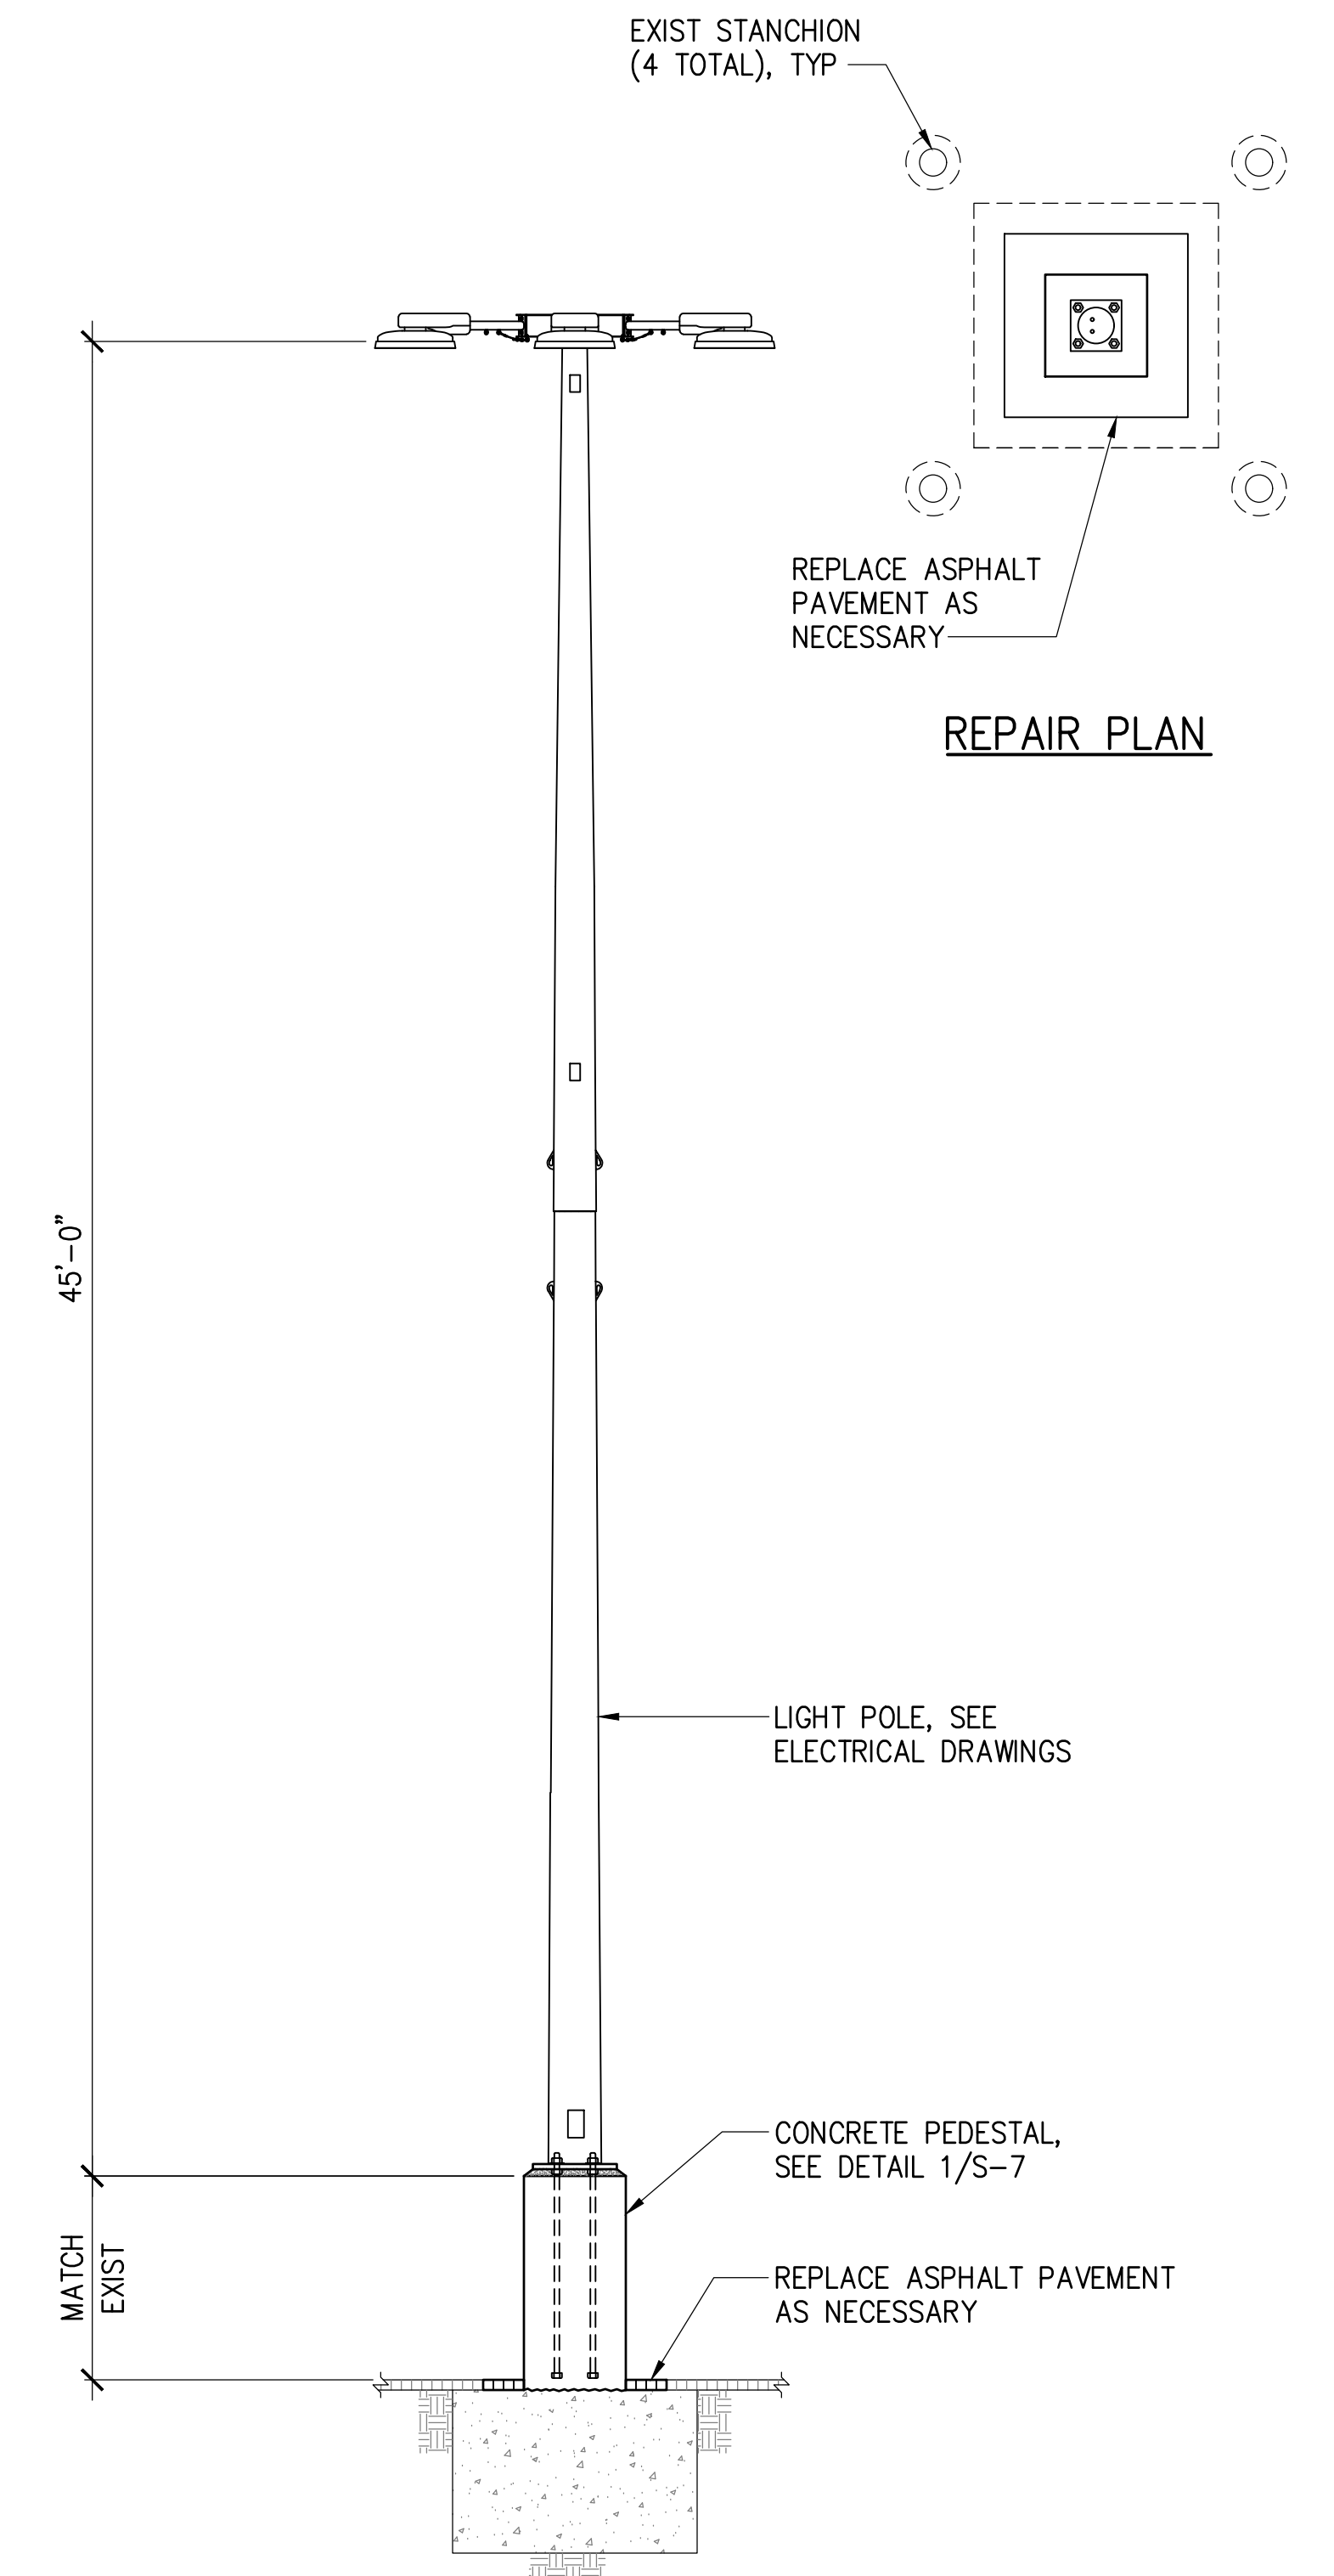 EXIST STANCHION
(4 TOTAL), TYP
REPLACE ASPHALT
PAVEMENT AS
NECESSARY
REPAIR PLAN
45'-0"
LIGHT POLE, SEE
ELECTRICAL DRAWINGS
CONCRETE PEDESTAL,
SEE DETAIL 1/S-7
MATCH
EXIST
REPLACE ASPHALT PAVEMENT
AS NECESSARY